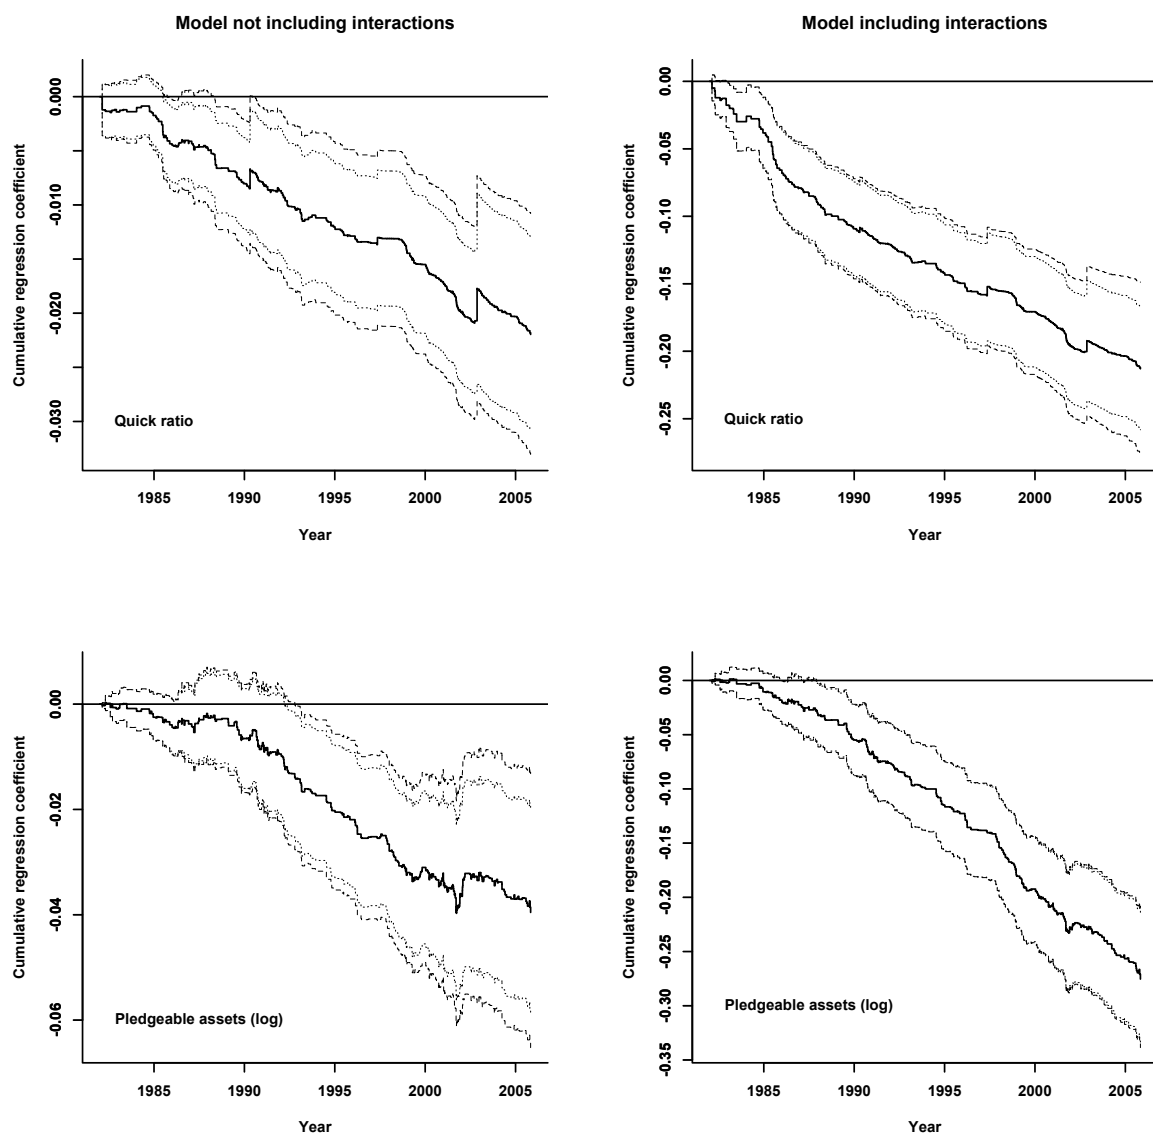 Model not including interactions
Model including interactions
Cumulative regression coefficient
0.000
-0.010
-0.020
-0.030
Quick ratio
1985 1990 1995 2000 2005
Year
Cumulative regression coefficient
0.00
-0.05
-0.10
-0.15
-0.20
-0.25
Quick ratio
1985 1990 1995 2000 2005
Year
Cumulative regression coefficient
0.00
-0.02
-0.04
-0.06
Pledgeable assets (log)
1985 1990 1995 2000 2005
Year
Cumulative regression coefficient
0.00
-0.05
-0.10
-0.15
-0.20
-0.25
-0.30
-0.35
Pledgeable assets (log)
1985 1990 1995 2000 2005
Year